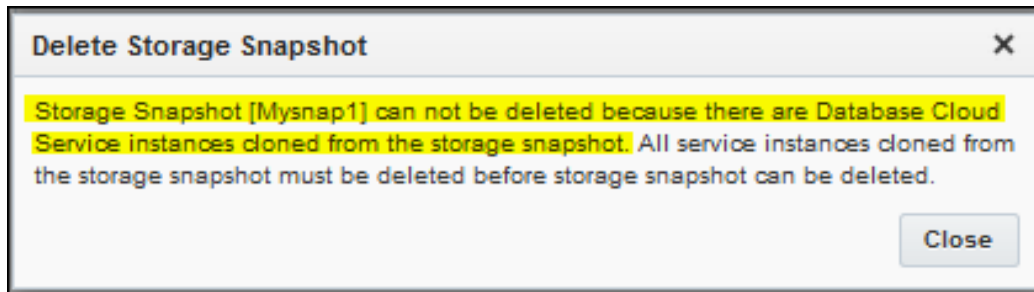 Delete Storage Snapshot
Storage Snapshot [Mysnap1] can not be deleted because there are Database Cloud
Service instances cloned from the storage snapshot. All service instances cloned from
the storage snapshot must be deleted before storage snapshot can be deleted.
Close